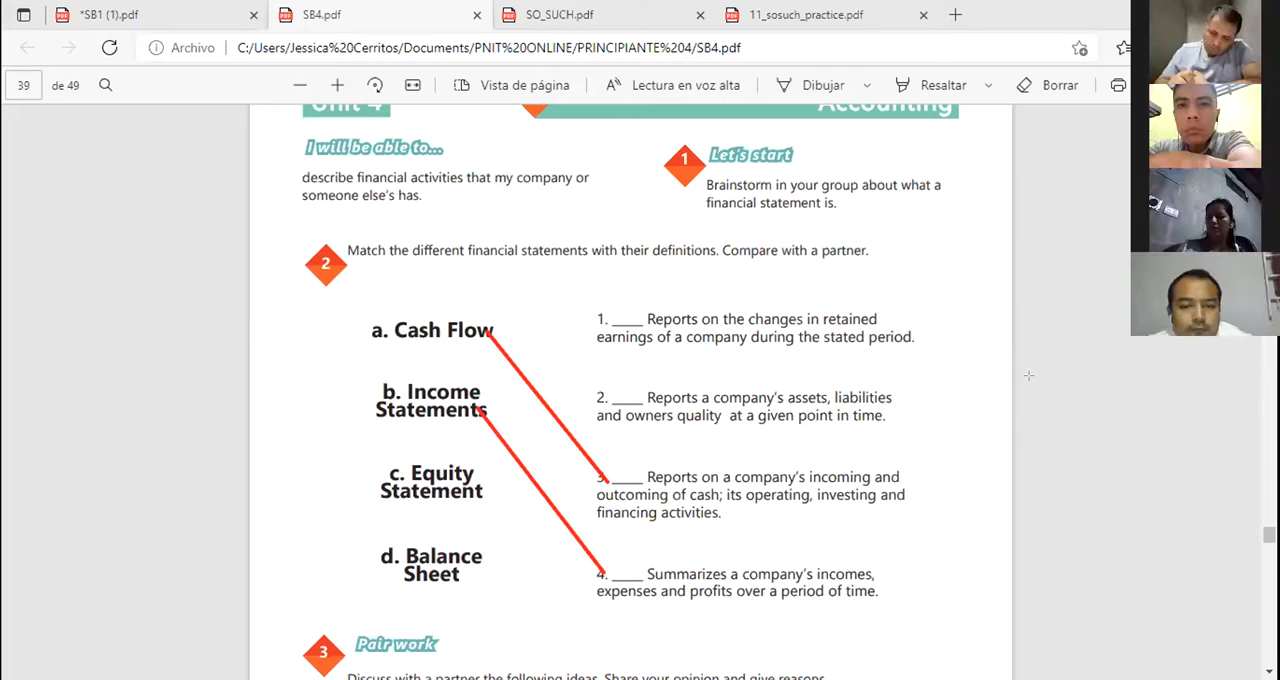 *SB1 (1).pdf
SB4.pdf
SO_SUCH.pdf
11_sosuch_practice.pdf
Archivo
C:/Users/Jessica%20Cerritos/Documents/PNIT%20ONLINE/PRINCIPIANTE%204/SB4.pdf
39 de 49
Vista de página
Lectura en voz alta
Dibujar
Resaltar
Borrar
Unit 4
Accounting
I will be able to...
describe financial activities that my company or
someone else's has.
1
Let's start
Brainstorm in your group about what a
financial statement is.
2
Match the different financial statements with their definitions. Compare with a partner.
a. Cash Flow
b. Income
Statements
c. Equity
Statement
d. Balance
Sheet
1. ____ Reports on the changes in retained
earnings of a company during the stated period.
2. ____ Reports a company's assets, liabilities
and owners quality at a given point in time.
3. ____ Reports on a company's incoming and
outcoming of cash; its operating, investing and
financing activities.
4. ____ Summarizes a company's incomes,
expenses and profits over a period of time.
3
Pair work
Discuss with a partner the following ideas. Share your opinion and give reasons.